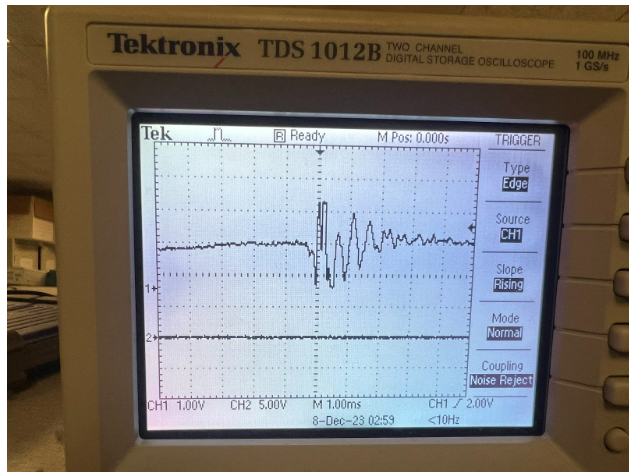 Tektronix TDS 1012B TWO CHANNEL DIGITAL STORAGE OSCILLOSCOPE 100 MHz 1 GS/s
Tek R Ready M Pos: 0.000s TRIGGER
Type
Edge
Source
CH1
Slope
Rising
1+
Mode
Normal
2+
Coupling
Noise Reject
CH1 1.00V CH2 5.00V M 1.00ms CH1 / 2.00V
8-Dec-23 02:59 <10Hz